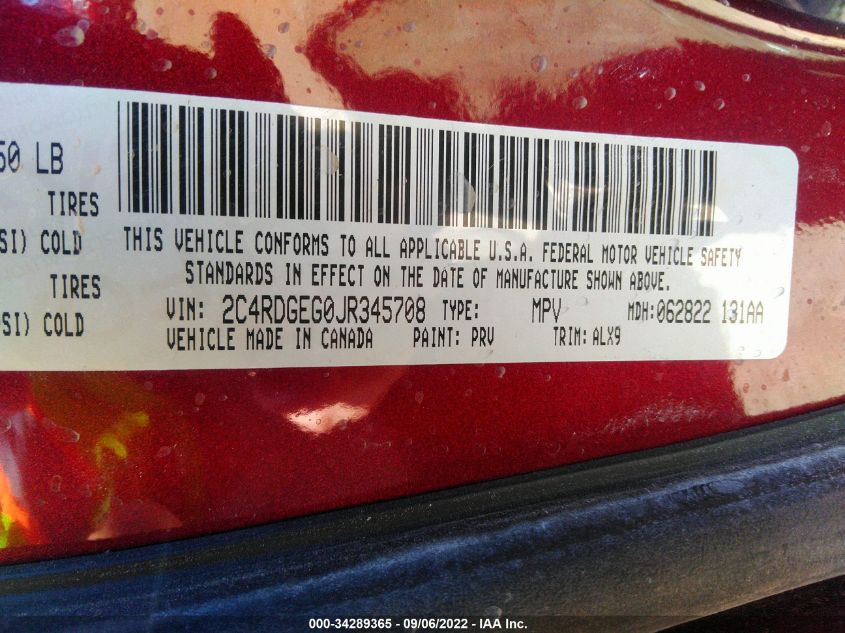 50 LB
TIRES
SI) COLD
TIRES
SI) COLD
THIS VEHICLE CONFORMS TO ALL APPLICABLE U.S.A. FEDERAL MOTOR VEHICLE SAFETY
STANDARDS IN EFFECT ON THE DATE OF MANUFACTURE SHOWN ABOVE.
VIN: 2C4RDGEG0JR345708 TYPE: MPV MDH:062822 131AA
VEHICLE MADE IN CANADA PAINT: PRV TRIM: ALX9
000-34289365 - 09/06/2022 - IAA Inc.